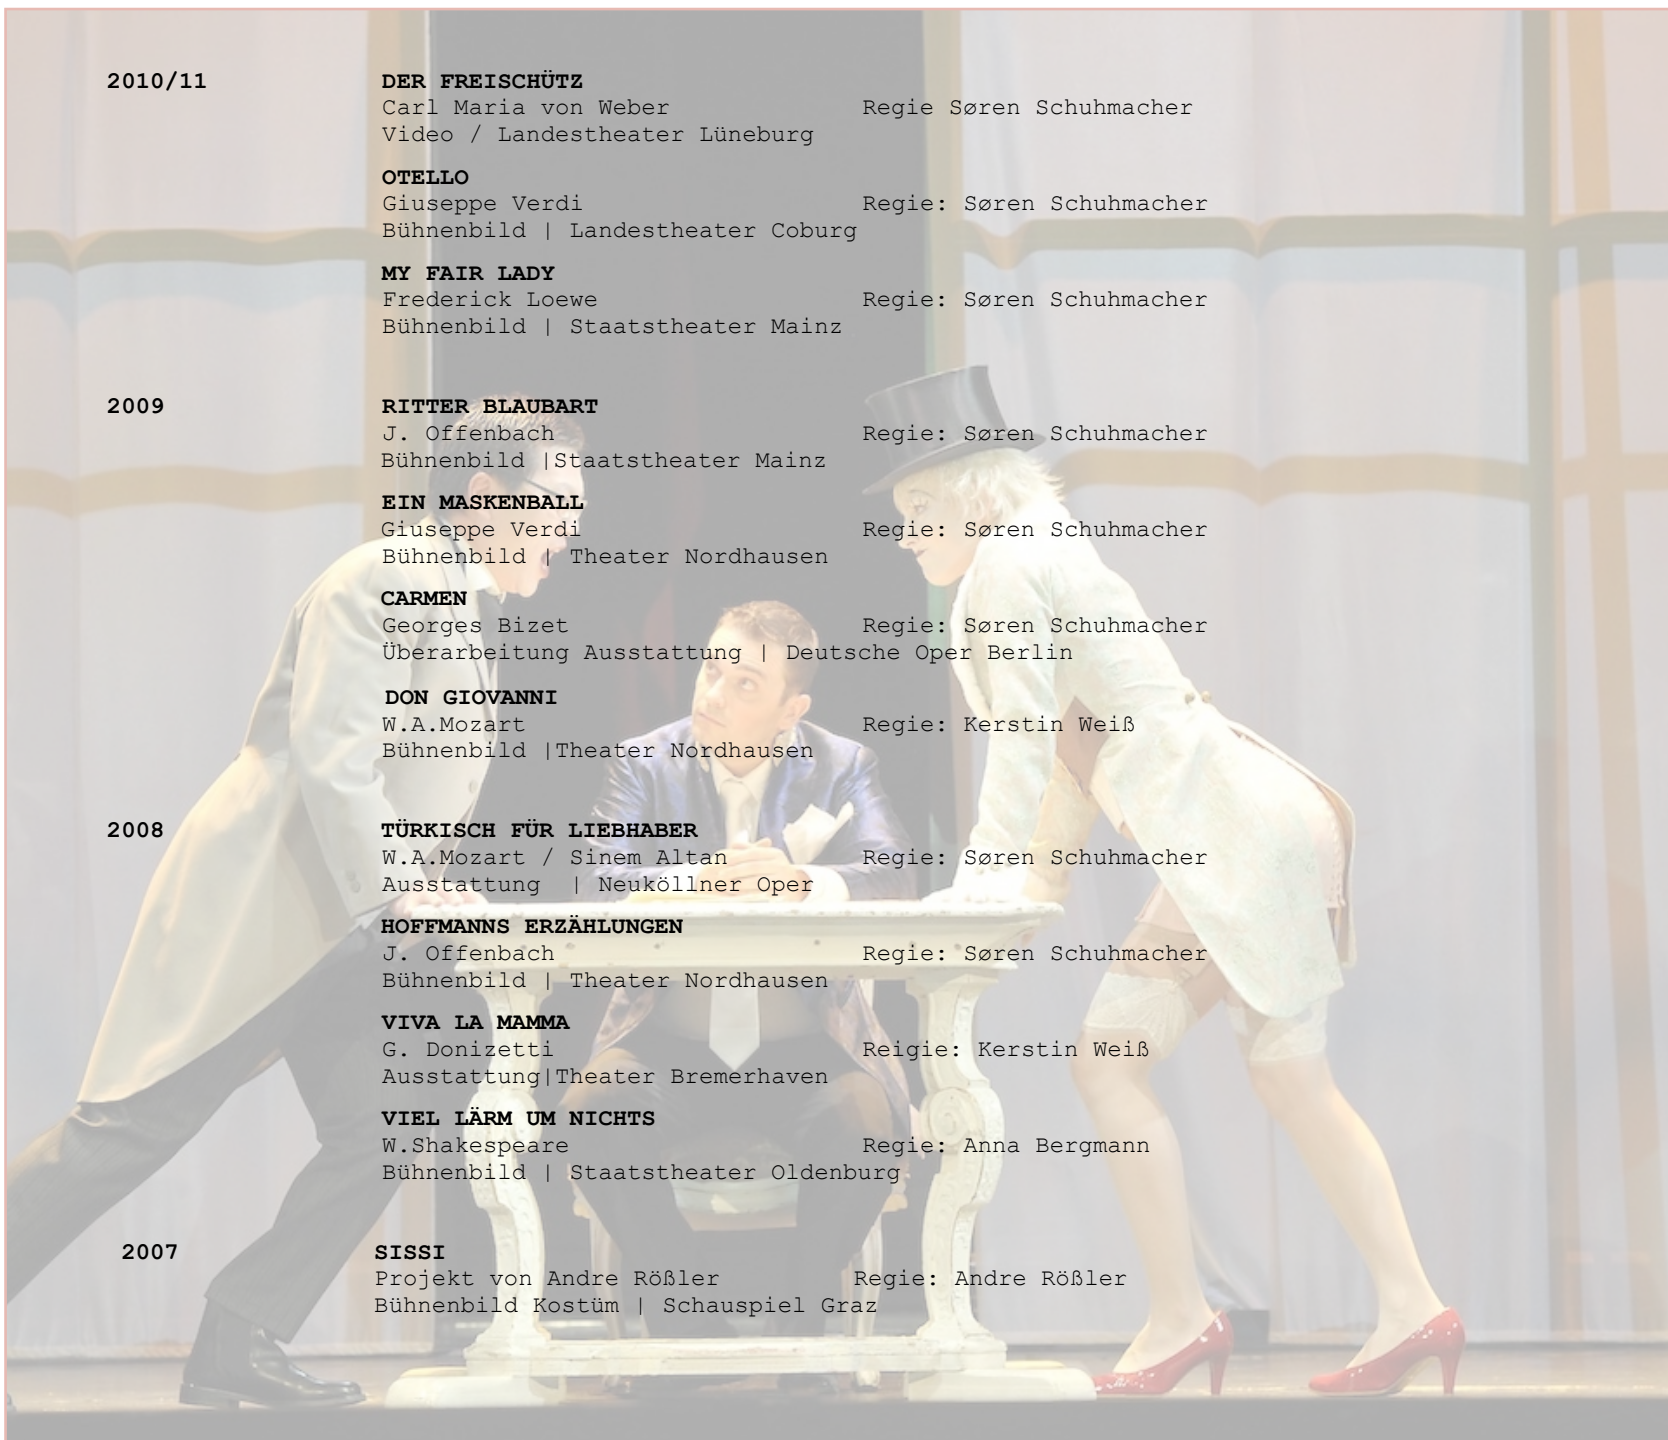 2010/11 DER FREISCHÜTZ
Carl Maria von Weber Regie Søren Schuhmacher
Video / Landestheater Lüneburg
OTELLO
Giuseppe Verdi Regie: Søren Schuhmacher
Bühnenbild | Landestheater Coburg
MY FAIR LADY
Frederick Loewe Regie: Søren Schuhmacher
Bühnenbild | Staatstheater Mainz
2009 RITTER BLAUBART
J. Offenbach Regie: Søren Schuhmacher
Bühnenbild |Staatstheater Mainz
EIN MASKENBALL
Giuseppe Verdi Regie: Søren Schuhmacher
Bühnenbild | Theater Nordhausen
CARMEN
Georges Bizet Regie: Søren Schuhmacher
Überarbeitung Ausstattung | Deutsche Oper Berlin
DON GIOVANNI
W.A.Mozart Regie: Kerstin Weiß
Bühnenbild |Theater Nordhausen
2008 TÜRKISCH FÜR LIEBHABER
W.A.Mozart / Sinem Altan Regie: Søren Schuhmacher
Ausstattung | Neuköllner Oper
HOFFMANNS ERZÄHLUNGEN
J. Offenbach Regie: Søren Schuhmacher
Bühnenbild | Theater Nordhausen
VIVA LA MAMMA
G. Donizetti Reigie: Kerstin Weiß
Ausstattung|Theater Bremerhaven
VIEL LÄRM UM NICHTS
W.Shakespeare Regie: Anna Bergmann
Bühnenbild | Staatstheater Oldenburg
2007 SISSI
Projekt von Andre Rößler Regie: Andre Rößler
Bühnenbild Kostüm | Schauspiel Graz